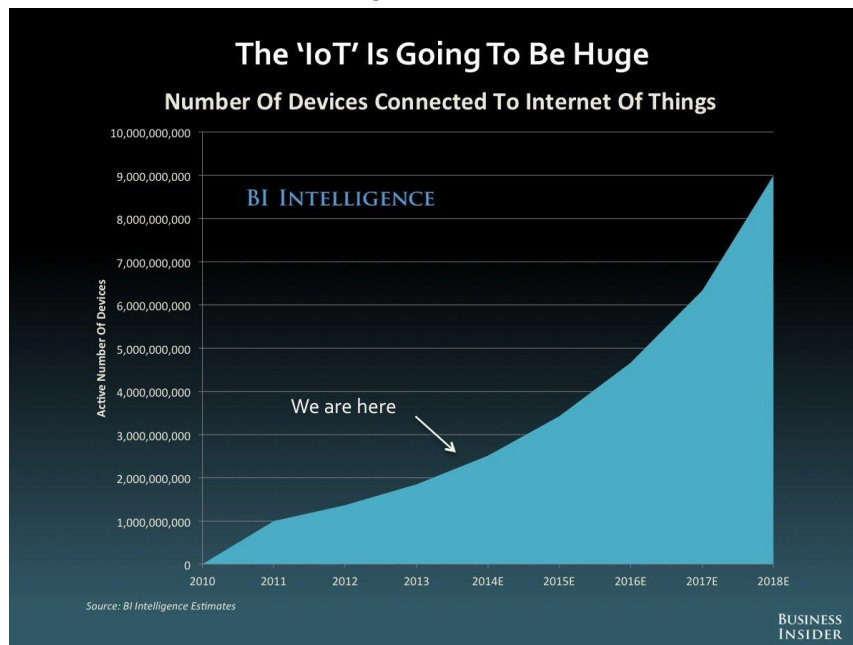 The ‘IoT’ Is Going To Be Huge
Number Of Devices Connected To Internet Of Things
10,000,000,000
9,000,000,000
BI INTELLIGENCE
8,000,000,000
7,000,000,000
6,000,000,000
5,000,000,000
4,000,000,000
3,000,000,000
2,000,000,000
1,000,000,000
0
Active Number Of Devices
We are here
2010 2011 2012 2013 2014E 2015E 2016E 2017E 2018E
Source: BI Intelligence Estimates
BUSINESS
INSIDER